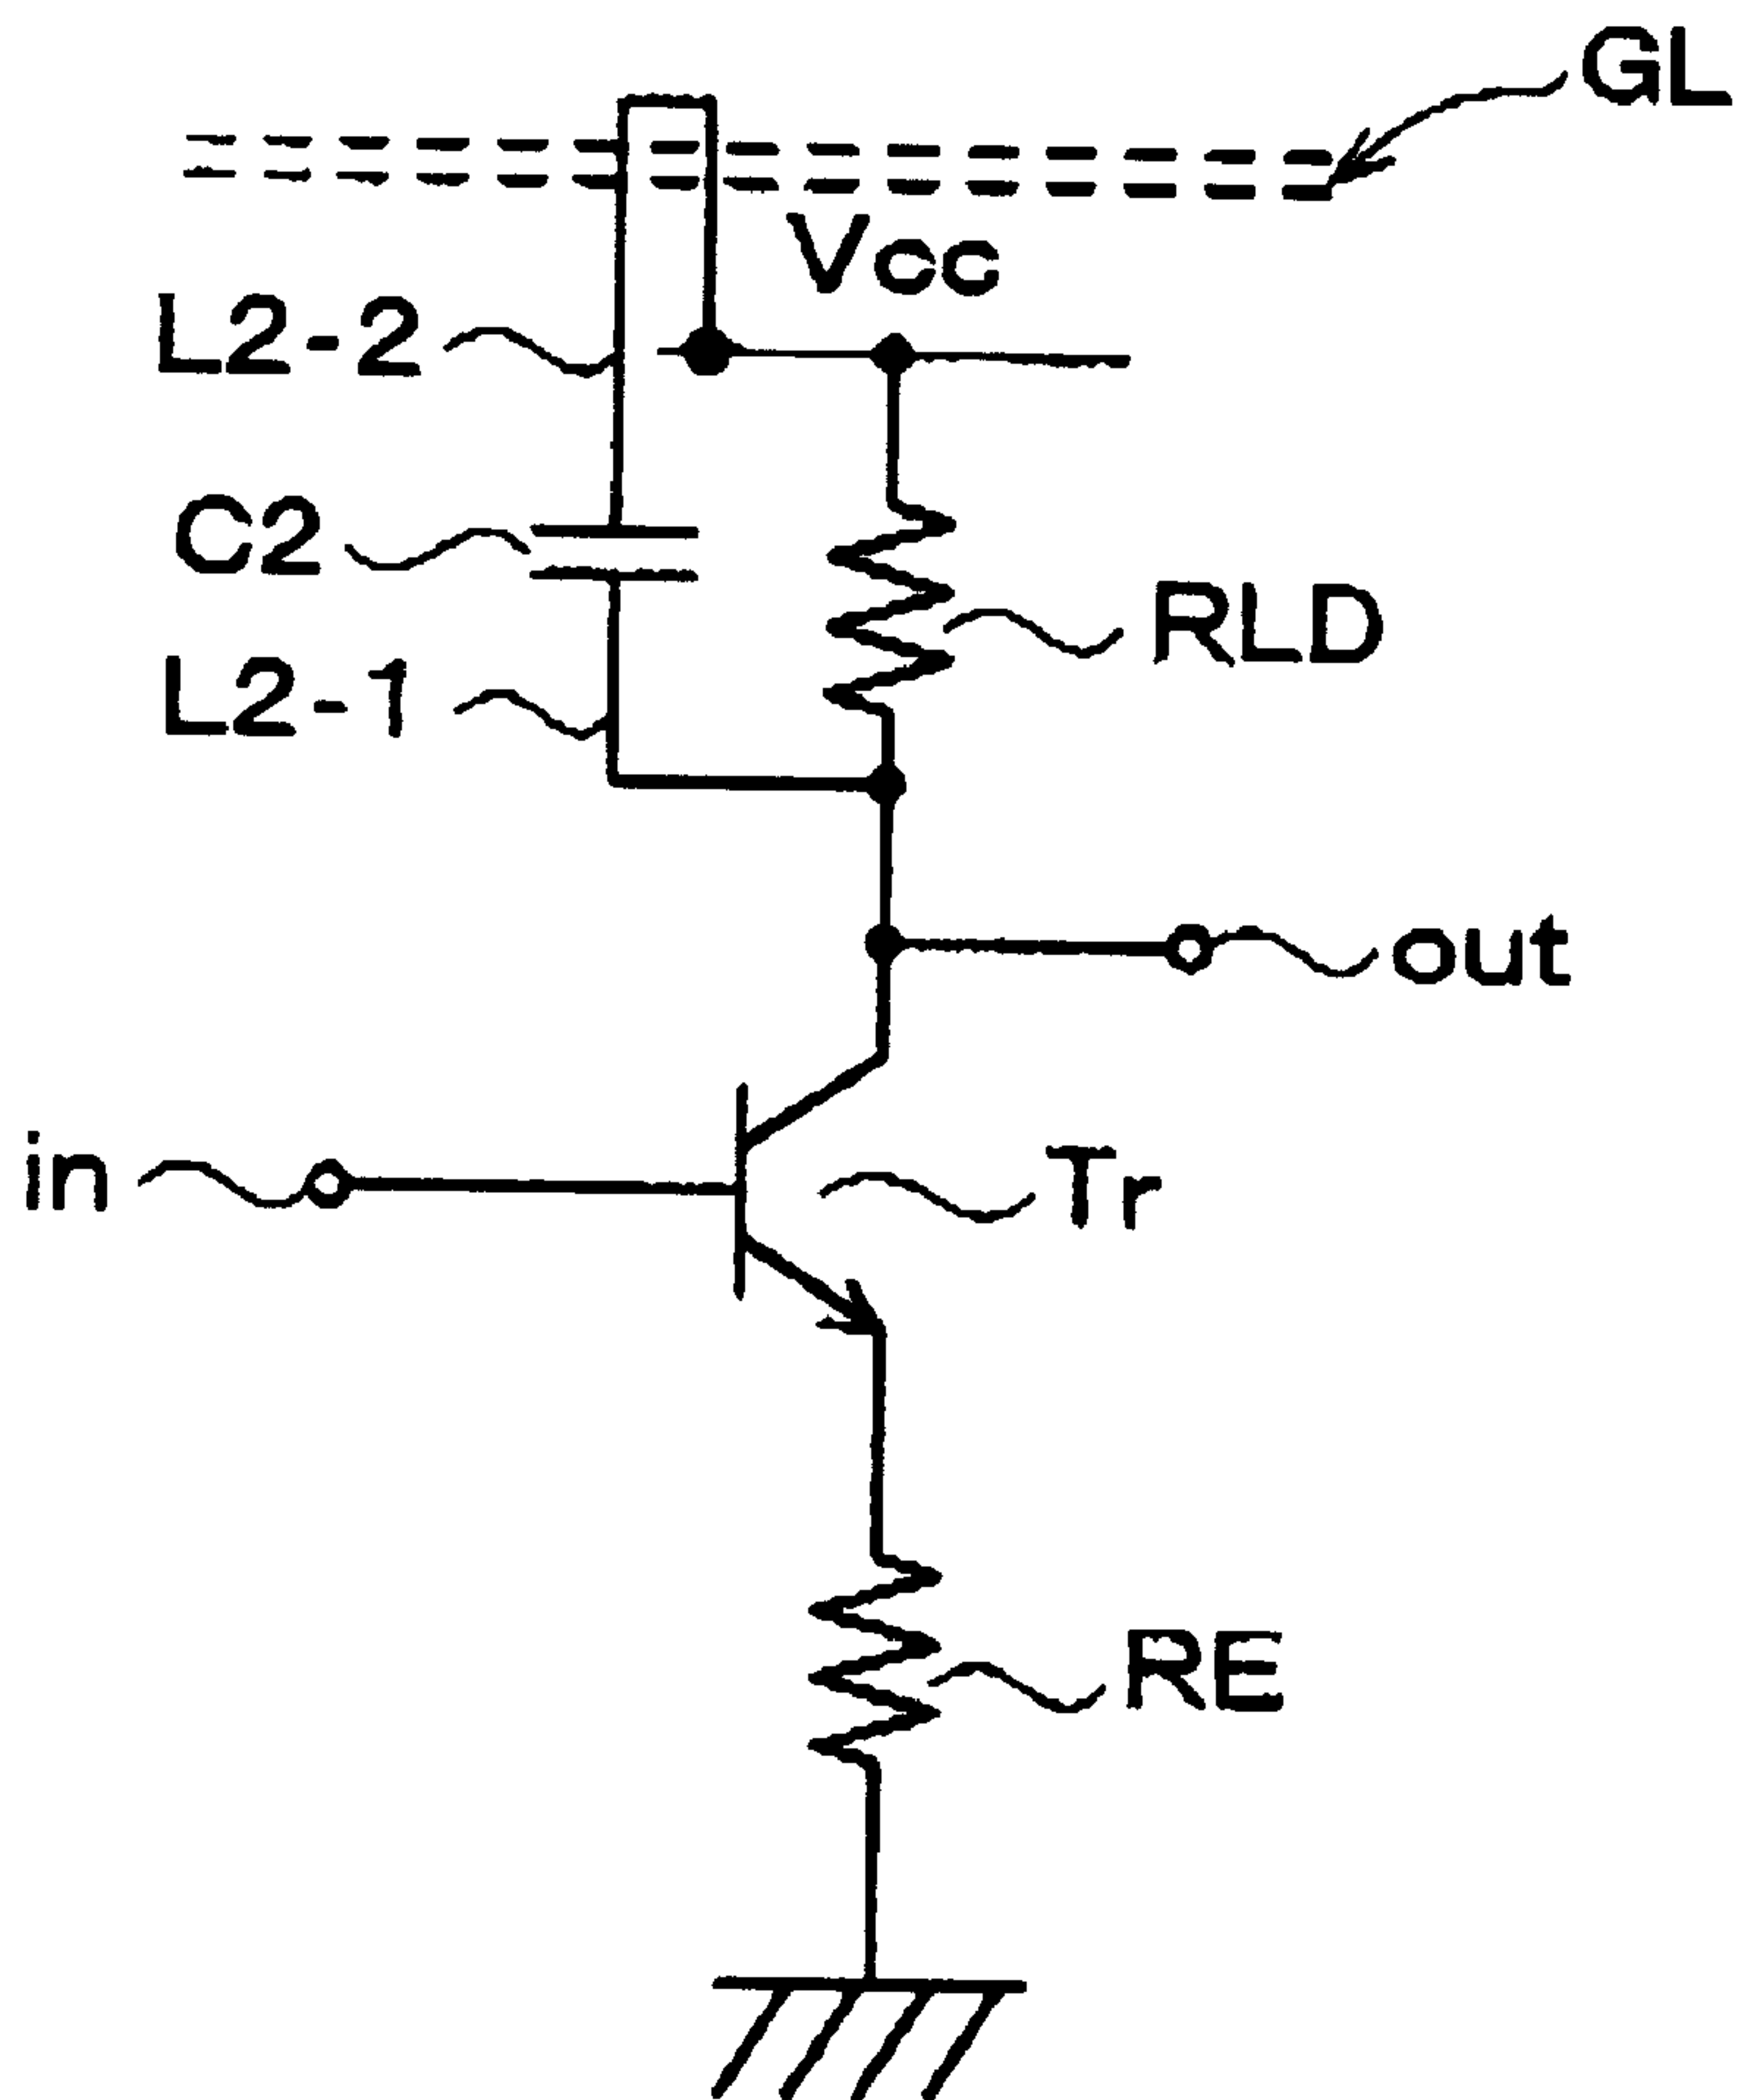 GL
Vcc
L2-2
C2
RLD
L2-1
out
in
Tr
RE